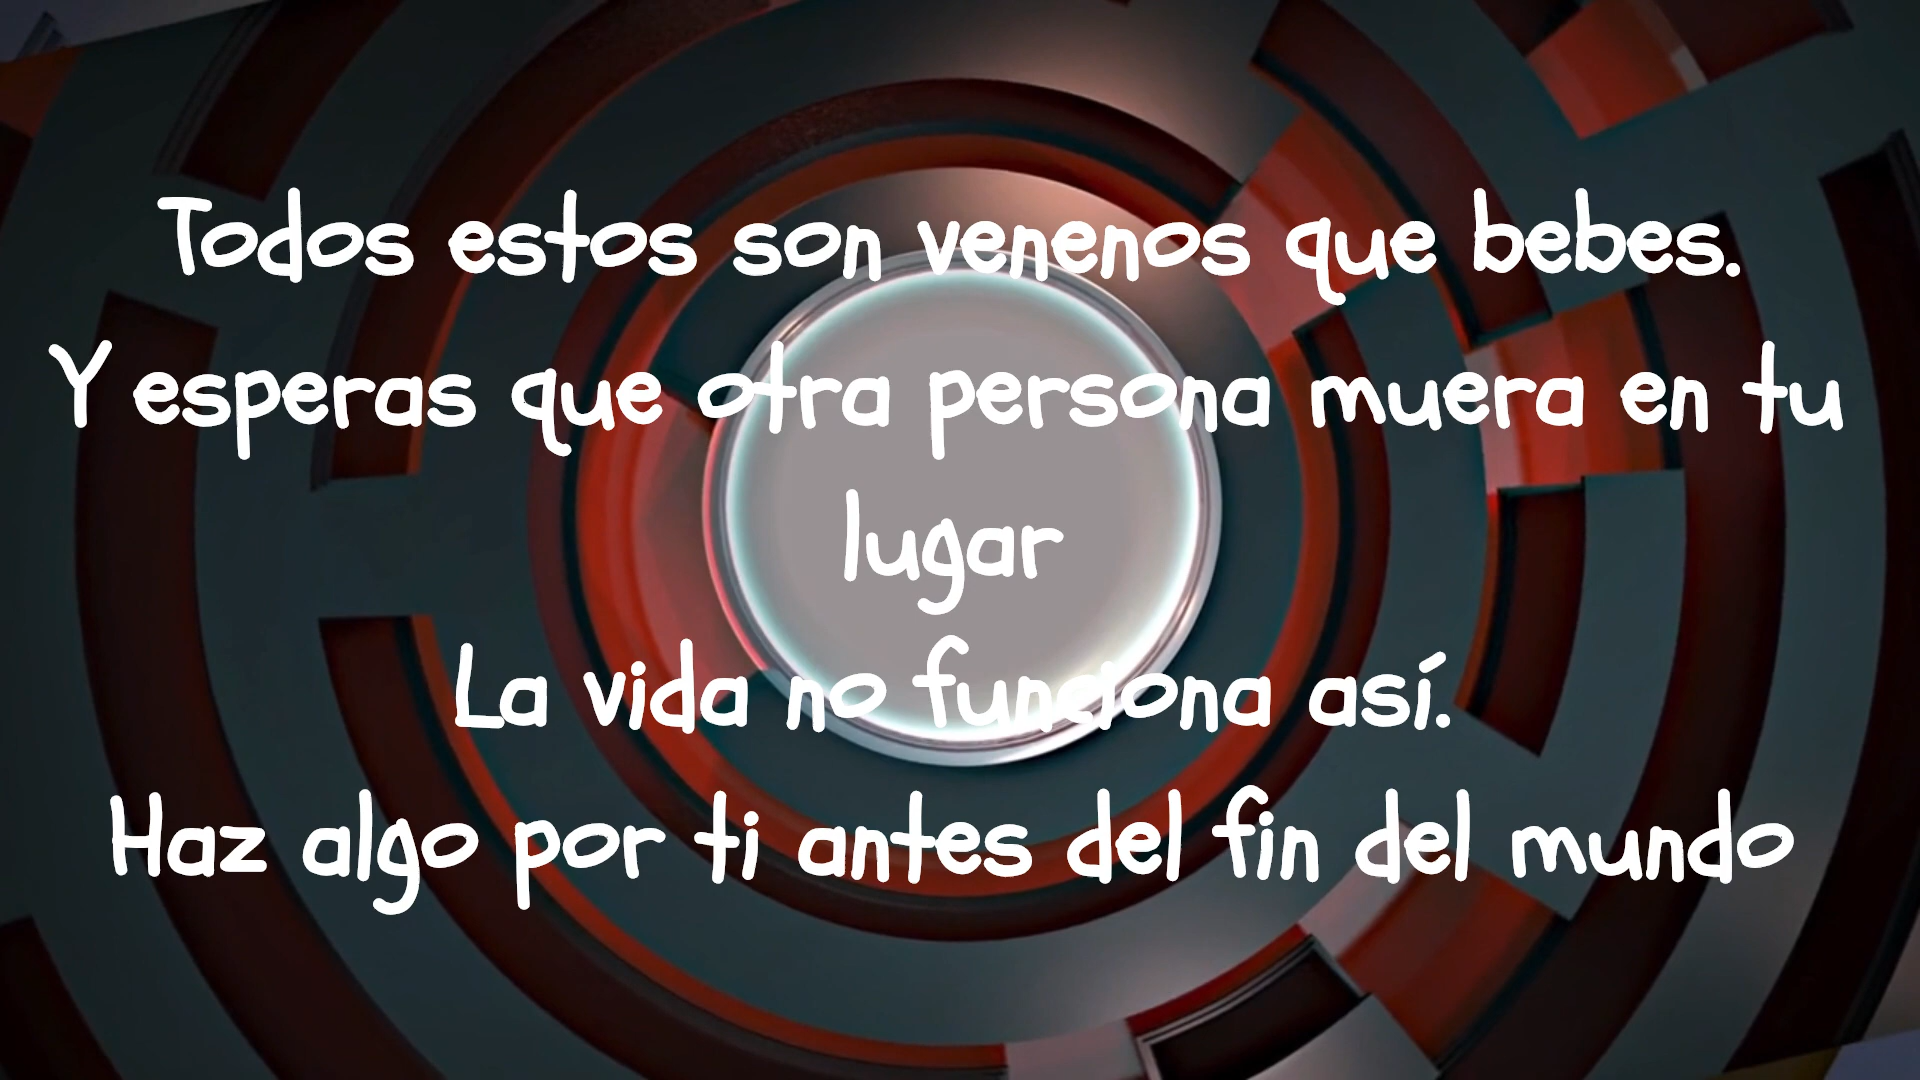 Todos estos son venenos que bebes.
Y esperas que otra persona muera en tu
lugar
La vida no funciona así.
Haz algo por ti antes del fin del mundo